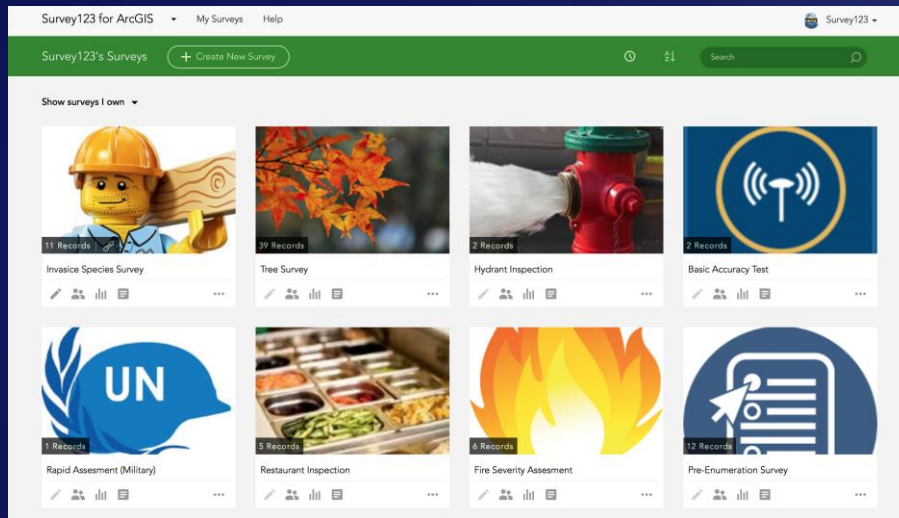 Survey123 for ArcGIS My Surveys Help Survey123
Survey123's Surveys + Create New Survey Search
Show surveys I own
11 Records 39 Records 2 Records 2 Records
Invasice Species Survey Tree Survey Hydrant Inspection Basic Accuracy Test
UN
1 Records 5 Records 6 Records 12 Records
Rapid Assesment (Military) Restaurant Inspection Fire Severity Assesment Pre-Enumeration Survey